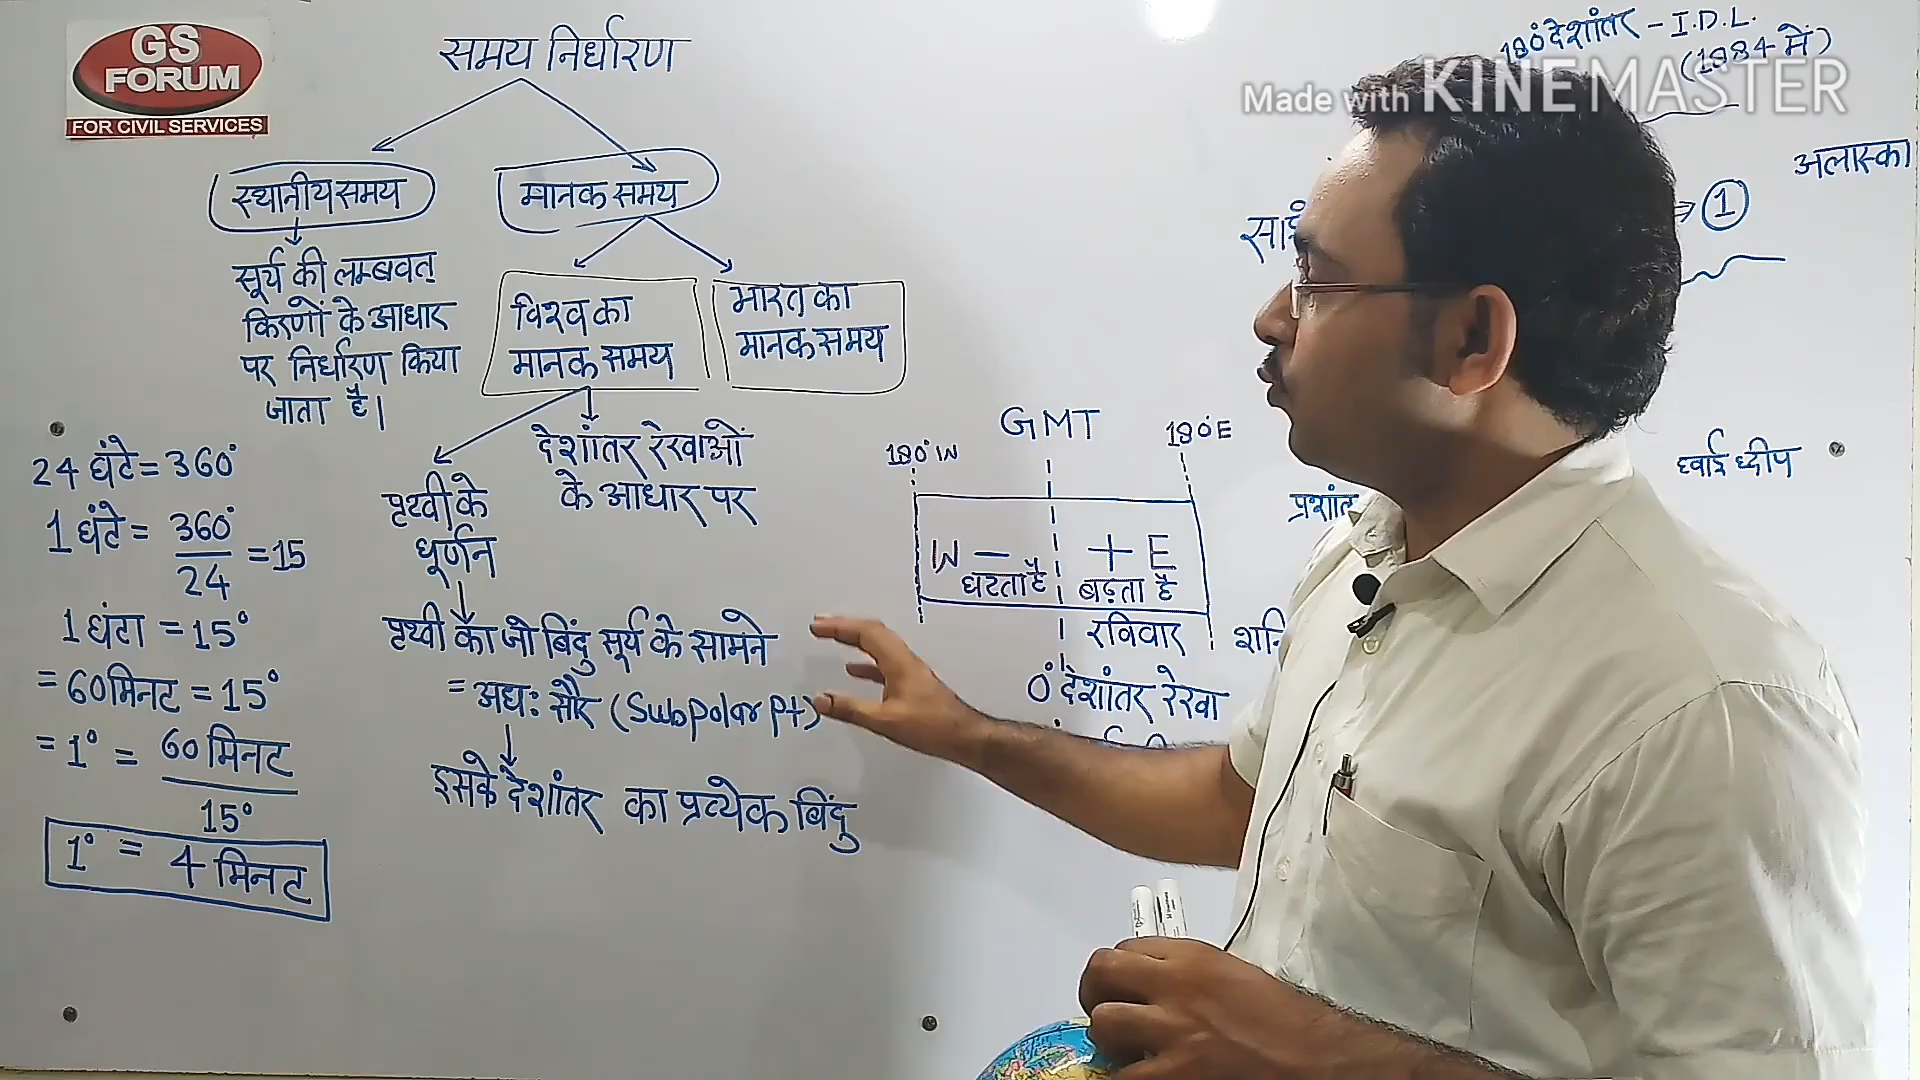 GS
FORUM
FOR CIVIL SERVICES
समय निर्धारण
स्थानीय समय
मानक समय
सूर्य की लम्बवत्
किरणों के आधार
पर निर्धारण किया
जाता है।
विश्व का
मानक समय
भारत का
मानक समय
24 घंटे = 360°
1 घंटे = 360° / 24 = 15
1 घंटा = 15°
= 60 मिनट = 15°
= 1° = 60 मिनट / 15°
1° = 4 मिनट
देशांतर रेखाओं
के आधार पर
पृथ्वी के
घूर्णन
पृथ्वी का जो बिंदु सूर्य के सामने
= अधः सौर (Subpolar Pt)
इसके देशांतर का प्रत्येक बिंदु
GMT
180° W
180° E
W − + E
घटता है बढ़ता है
रविवार
0° देशांतर रेखा
180° देशांतर - I.D.L.
(1884 में)
Made with KINEMASTER
अलास्का
1
हवाई द्वीप
प्रशांत